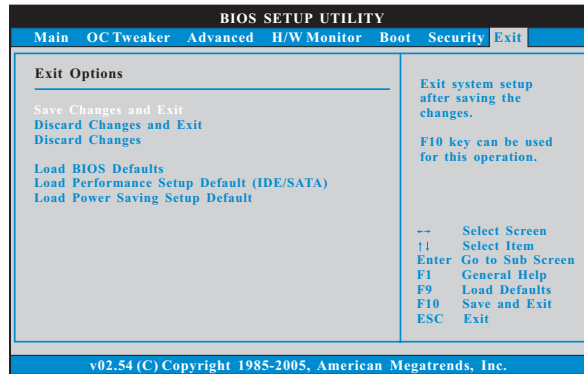 BIOS SETUP UTILITY
Main OC Tweaker Advanced H/W Monitor Boot Security Exit
Exit Options
Save Changes and Exit
Discard Changes and Exit
Discard Changes
Load BIOS Defaults
Load Performance Setup Default (IDE/SATA)
Load Power Saving Setup Default
Exit system setup
after saving the
changes.
F10 key can be used
for this operation.
←→ Select Screen
↑↓ Select Item
Enter Go to Sub Screen
F1 General Help
F9 Load Defaults
F10 Save and Exit
ESC Exit
v02.54 (C) Copyright 1985-2005, American Megatrends, Inc.